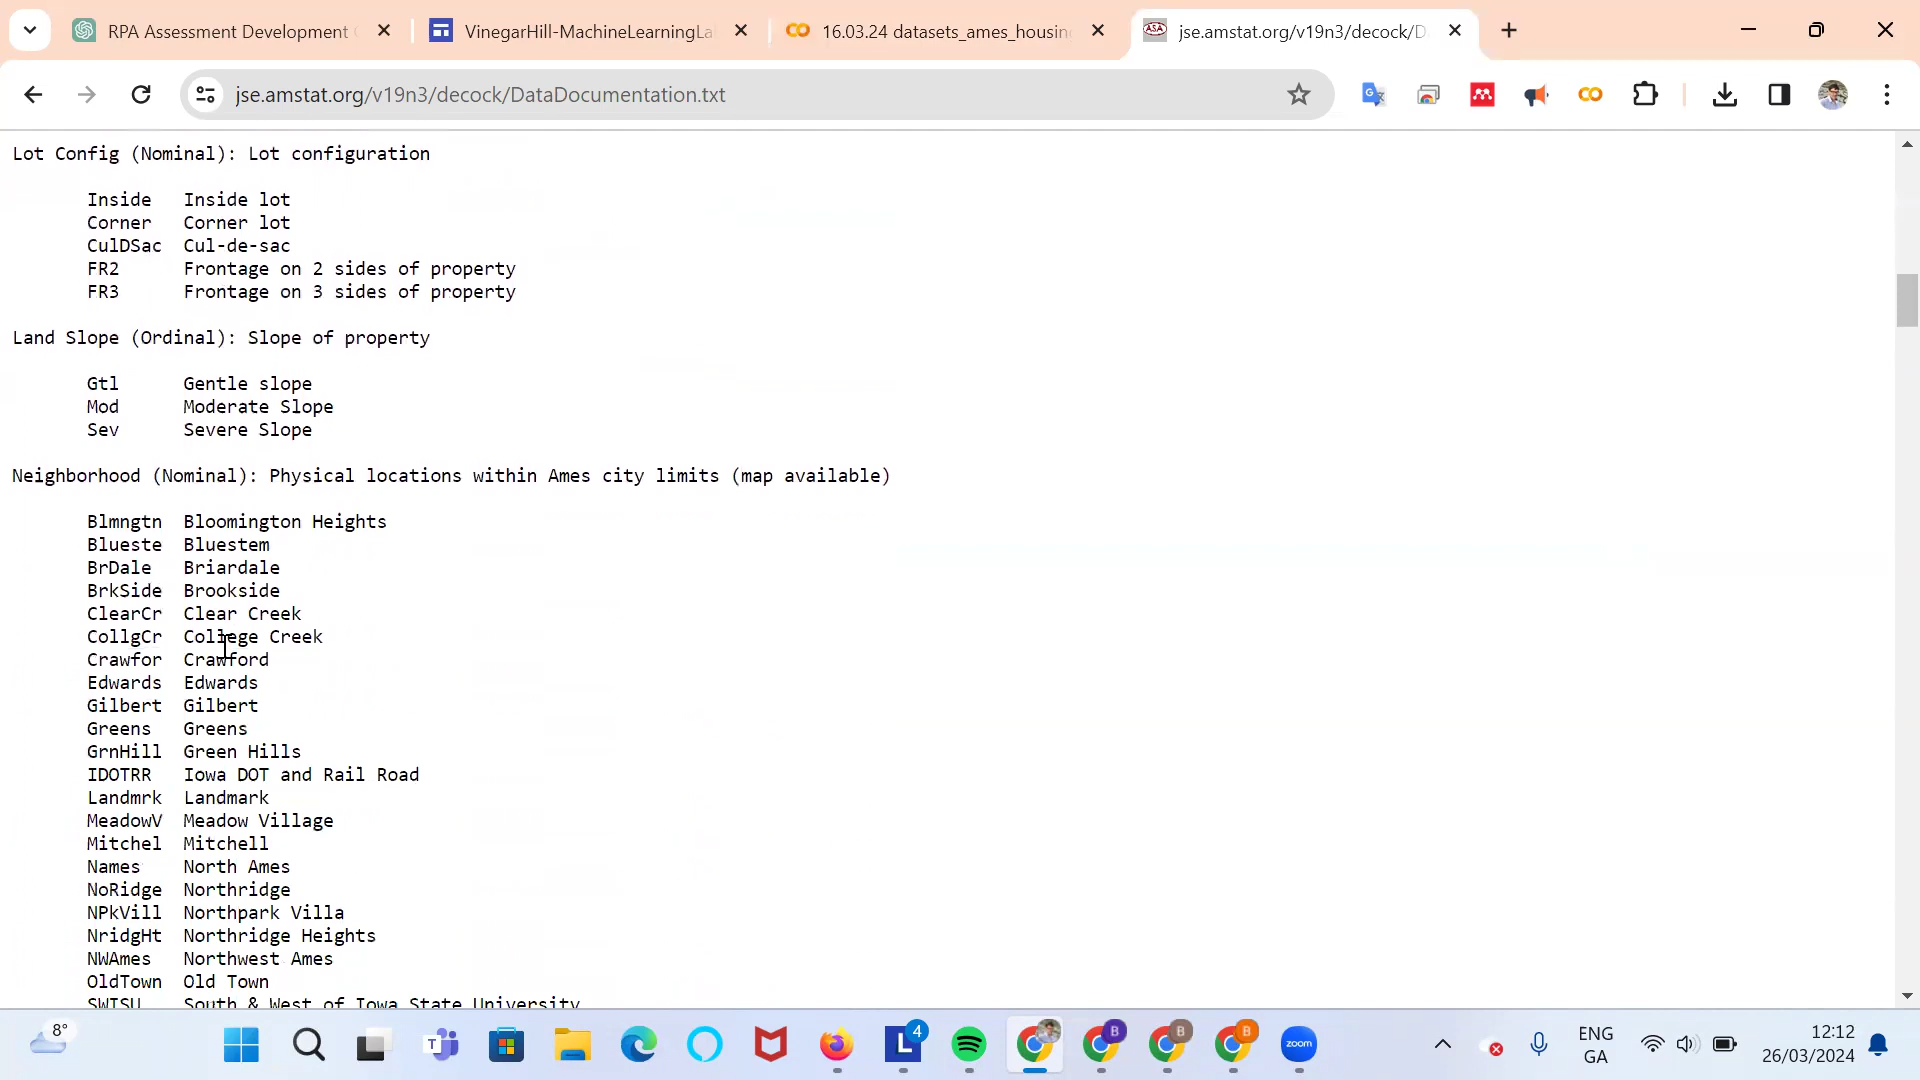 RPA Assessment Development
VinegarHill-MachineLearningLa
16.03.24 datasets_ames_housin
ASA
jse.amstat.org/v19n3/decock/D
jse.amstat.org/v19n3/decock/DataDocumentation.txt
Lot Config (Nominal): Lot configuration
Inside Inside lot
Corner Corner lot
CulDSac Cul-de-sac
FR2 Frontage on 2 sides of property
FR3 Frontage on 3 sides of property
Land Slope (Ordinal): Slope of property
Gtl Gentle slope
Mod Moderate Slope
Sev Severe Slope
Neighborhood (Nominal): Physical locations within Ames city limits (map available)
Blmngtn Bloomington Heights
Blueste Bluestem
BrDale Briardale
BrkSide Brookside
ClearCr Clear Creek
CollgCr College Creek
Crawfor Crawford
Edwards Edwards
Gilbert Gilbert
Greens Greens
GrnHill Green Hills
IDOTRR Iowa DOT and Rail Road
Landmrk Landmark
MeadowV Meadow Village
Mitchel Mitchell
Names North Ames
NoRidge Northridge
NPkVill Northpark Villa
NridgHt Northridge Heights
NWAmes Northwest Ames
OldTown Old Town
SWISU South & West of Iowa State University
8°
T
L
4
B
B
B
zoom
ENG
GA
12:12
26/03/2024